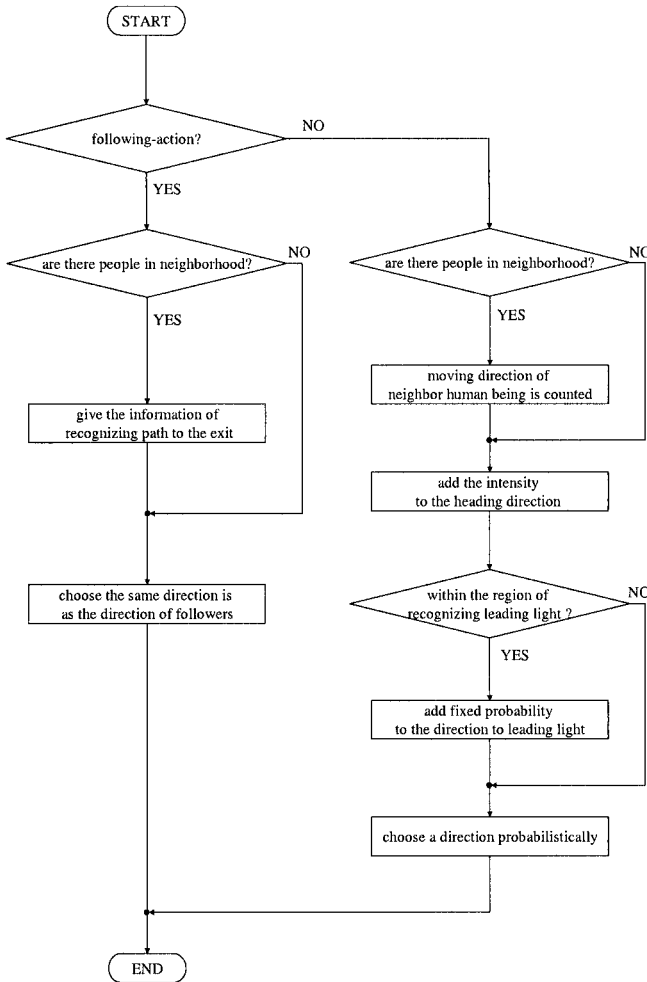 START
following-action?
NO
YES
are there people in neighborhood?
NO
YES
give the information of
recognizing path to the exit
choose the same direction is
as the direction of followers
are there people in neighborhood?
NO
YES
moving direction of
neighbor human being is counted
add the intensity
to the heading direction
within the region of
recognizing leading light ?
NO
YES
add fixed probability
to the direction to leading light
choose a direction probabilistically
END